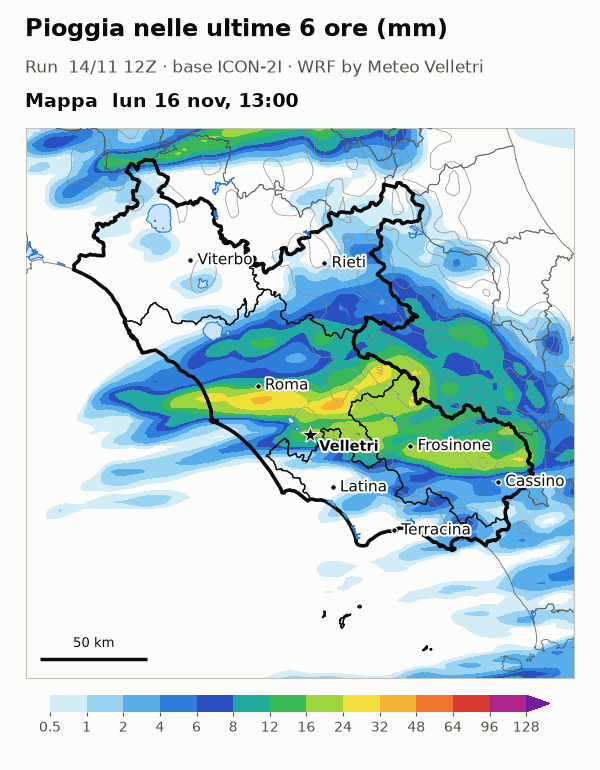 Pioggia nelle ultime 6 ore (mm)
Run  14/11 12Z · base ICON-2I · WRF by Meteo Velletri
Mappa  lun 16 nov, 13:00
Viterbo
Rieti
Roma
Velletri
Frosinone
Cassino
Latina
Terracina
50 km
0.5 1 2 4 6 8 12 16 24 32 48 64 96 128